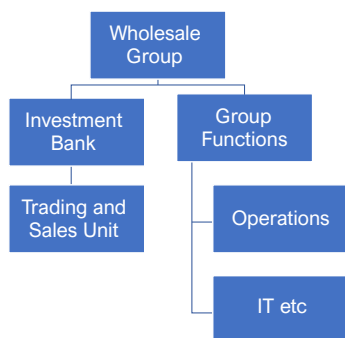 Wholesale
Group
Investment
Bank
Group
Functions
Trading and
Sales Unit
Operations
IT etc